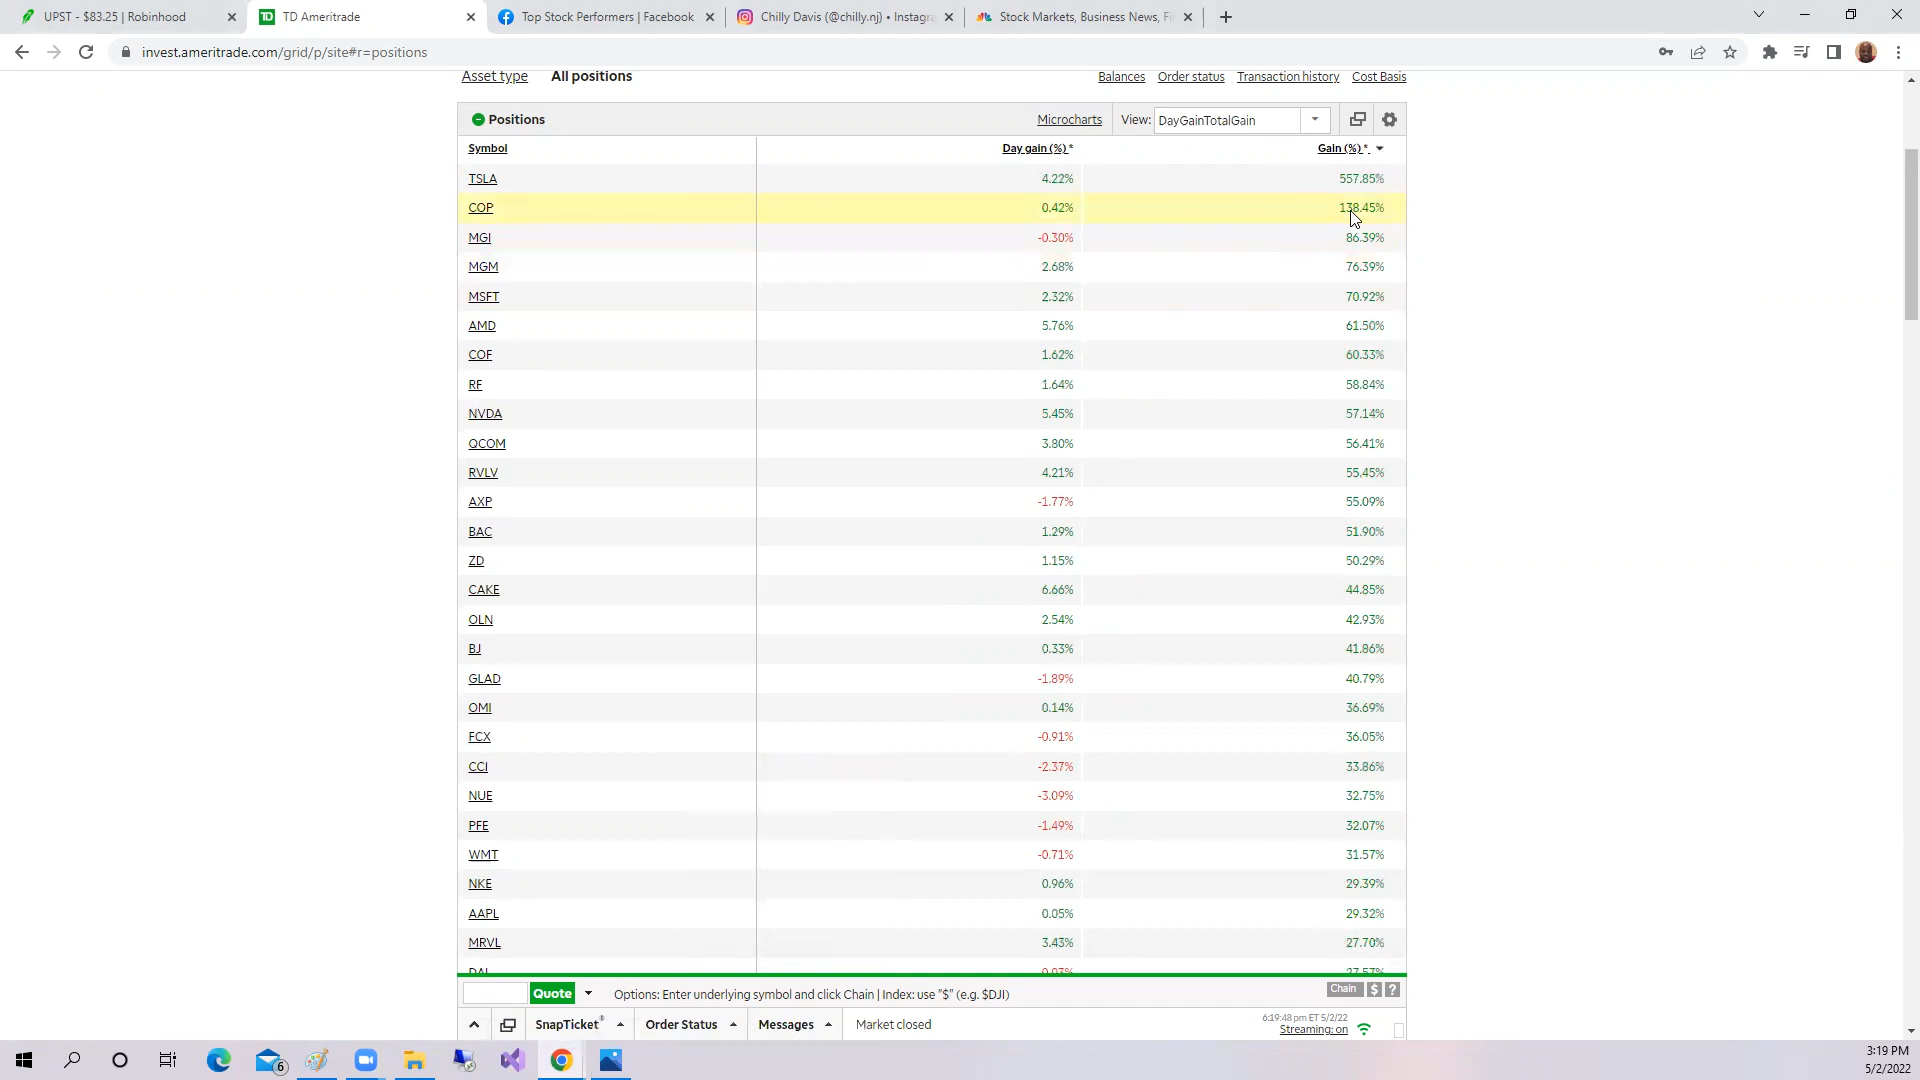 UPST - $83.25 | Robinhood
TD Ameritrade
Top Stock Performers | Facebook
Chilly Davis (@chilly.nj) • Instagra
Stock Markets, Business News, Fi
invest.ameritrade.com/grid/p/site#r=positions
Asset type All positions Balances Order status Transaction history Cost Basis
Positions Microcharts View: DayGainTotalGain
Symbol Day gain (%) * Gain (%) *
TSLA 4.22% 557.85%
COP 0.42% 138.45%
MGI -0.30% 86.39%
MGM 2.68% 76.39%
MSFT 2.32% 70.92%
AMD 5.76% 61.50%
COF 1.62% 60.33%
RF 1.64% 58.84%
NVDA 5.45% 57.14%
QCOM 3.80% 56.41%
RVLV 4.21% 55.45%
AXP -1.77% 55.09%
BAC 1.29% 51.90%
ZD 1.15% 50.29%
CAKE 6.66% 44.85%
OLN 2.54% 42.93%
BJ 0.33% 41.86%
GLAD -1.89% 40.79%
OMI 0.14% 36.69%
FCX -0.91% 36.05%
CCI -2.37% 33.86%
NUE -3.09% 32.75%
PFE -1.49% 32.07%
WMT -0.71% 31.57%
NKE 0.96% 29.39%
AAPL 0.05% 29.32%
MRVL 3.43% 27.70%
Quote Options: Enter underlying symbol and click Chain | Index: use "$" (e.g. $DJI) Chain $ ?
SnapTicket® Order Status Messages Market closed
6:19:48 pm ET 5/2/22
Streaming: on
6
3:19 PM
5/2/2022